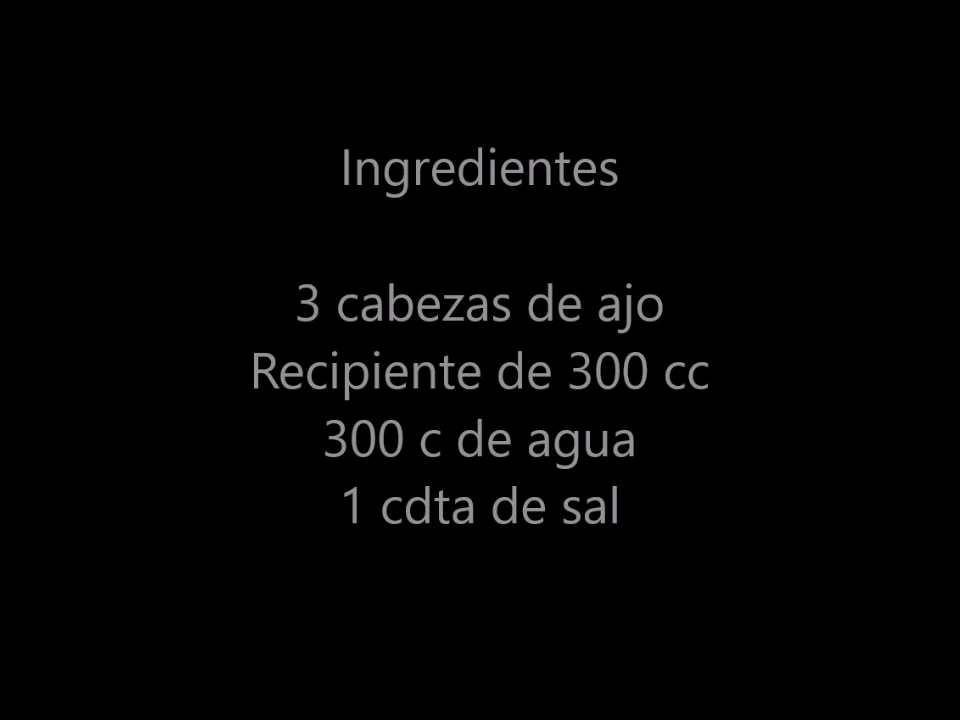 Ingredientes
3 cabezas de ajo
Recipiente de 300 cc
300 c de agua
1 cdta de sal